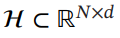 ℋ ⊂ ℝ^{N×d}